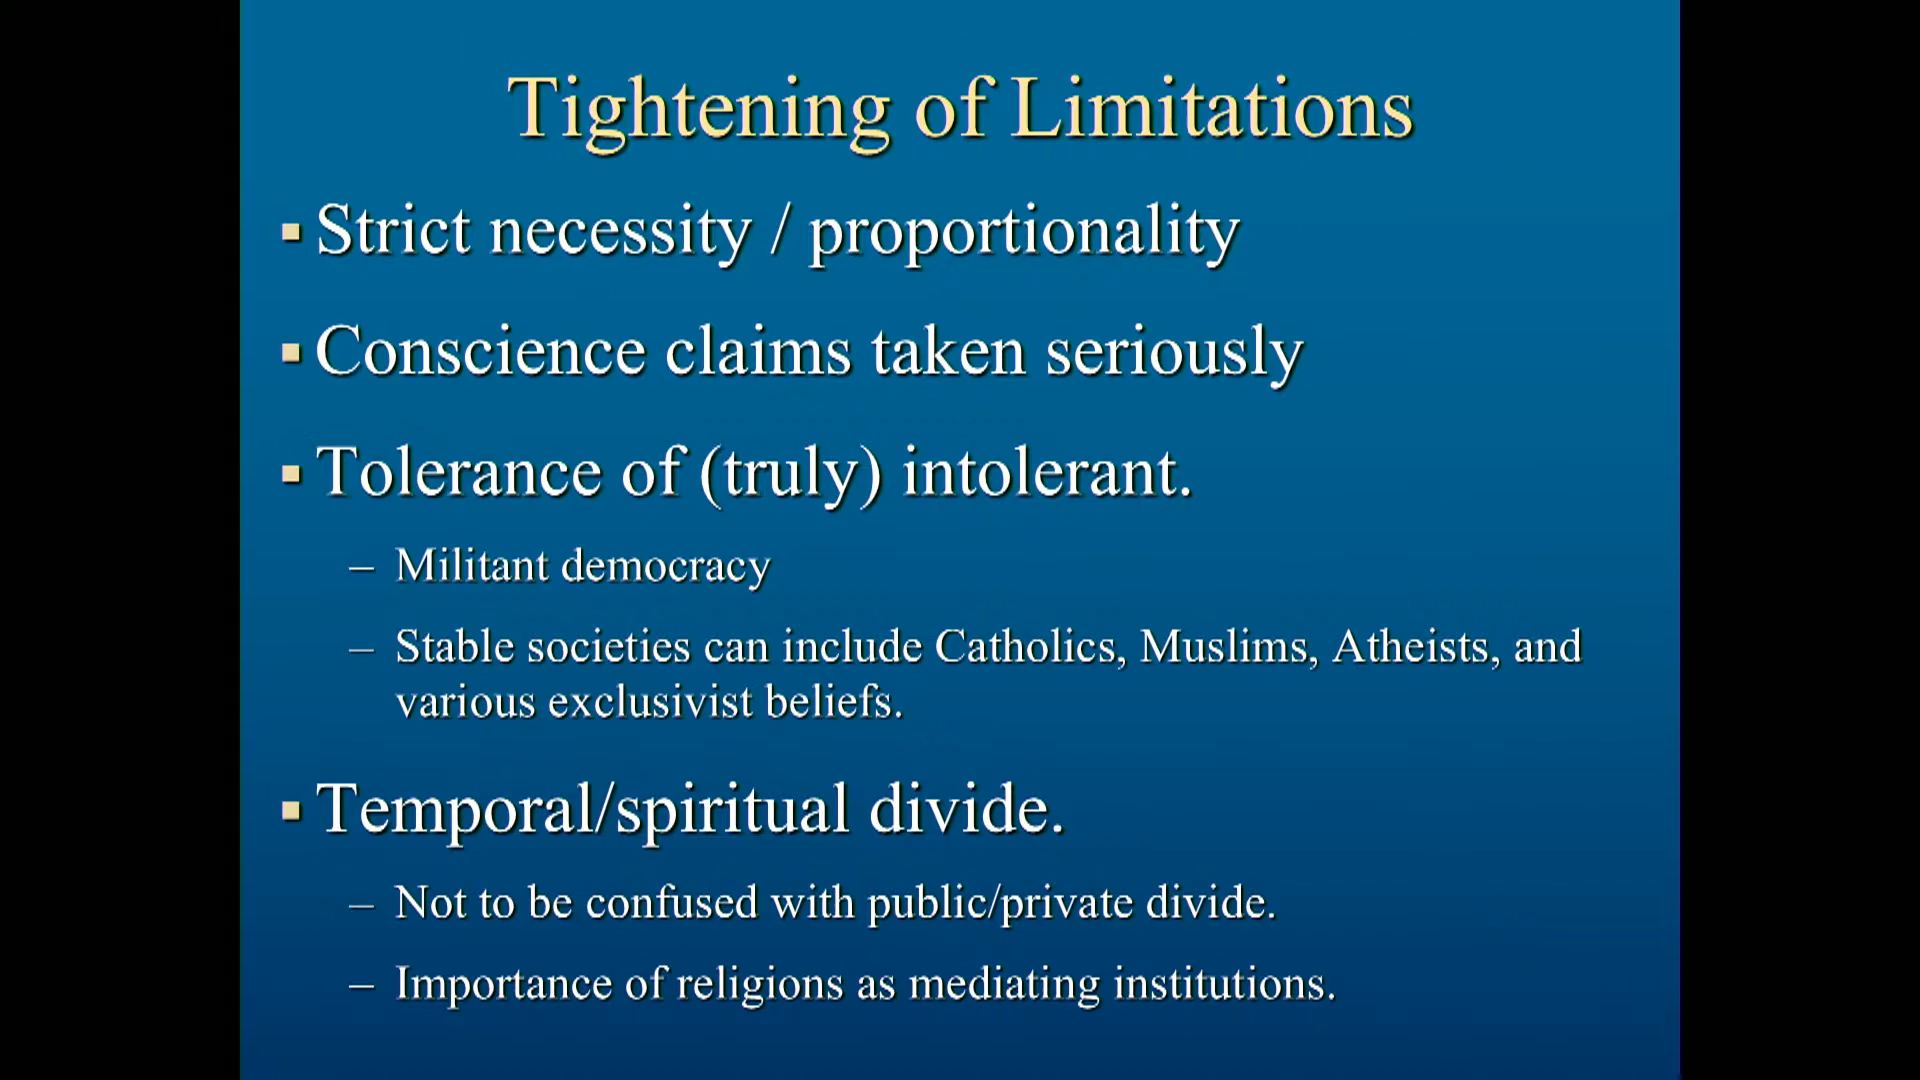 Tightening of Limitations
▪ Strict necessity / proportionality
▪ Conscience claims taken seriously
▪ Tolerance of (truly) intolerant.
– Militant democracy
– Stable societies can include Catholics, Muslims, Atheists, and
various exclusivist beliefs.
▪ Temporal/spiritual divide.
– Not to be confused with public/private divide.
– Importance of religions as mediating institutions.